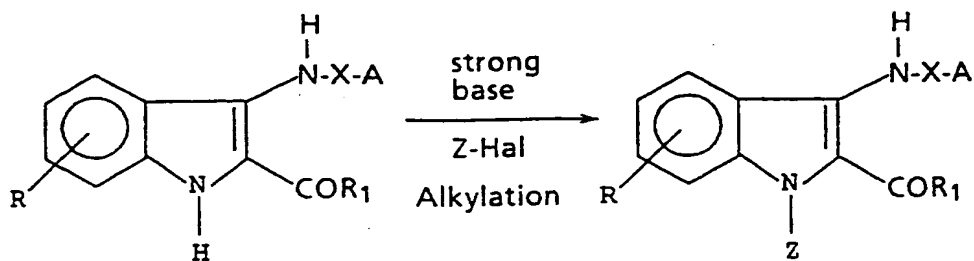 H
N-X-A
strong
base
Z-Hal
Alkylation
R
N
H
COR1
H
N-X-A
R
N
Z
COR1